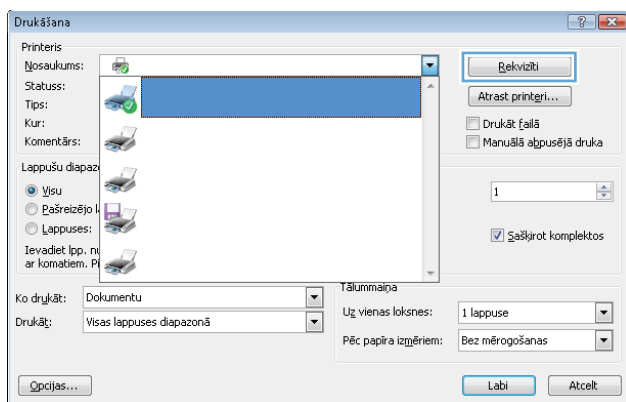 Drukāšana
Printeris
Nosaukums:
Rekvizīti
Statuss:
Tips:
Atrast printeri...
Kur:
Drukāt failā
Komentārs:
Manuālā abpusējā druka
Lappušu diapaz
Visu
1
Pašreizējo l
Lappuses:
Sašķirot komplektos
Ievadiet lpp. nu
ar komatiem. Pi
Tālummaiņa
Ko drukāt:
Dokumentu
Uz vienas loksnes:
1 lappuse
Drukāt:
Visas lappuses diapazonā
Pēc papīra izmēriem:
Bez mērogošanas
Opcijas...
Labi
Atcelt